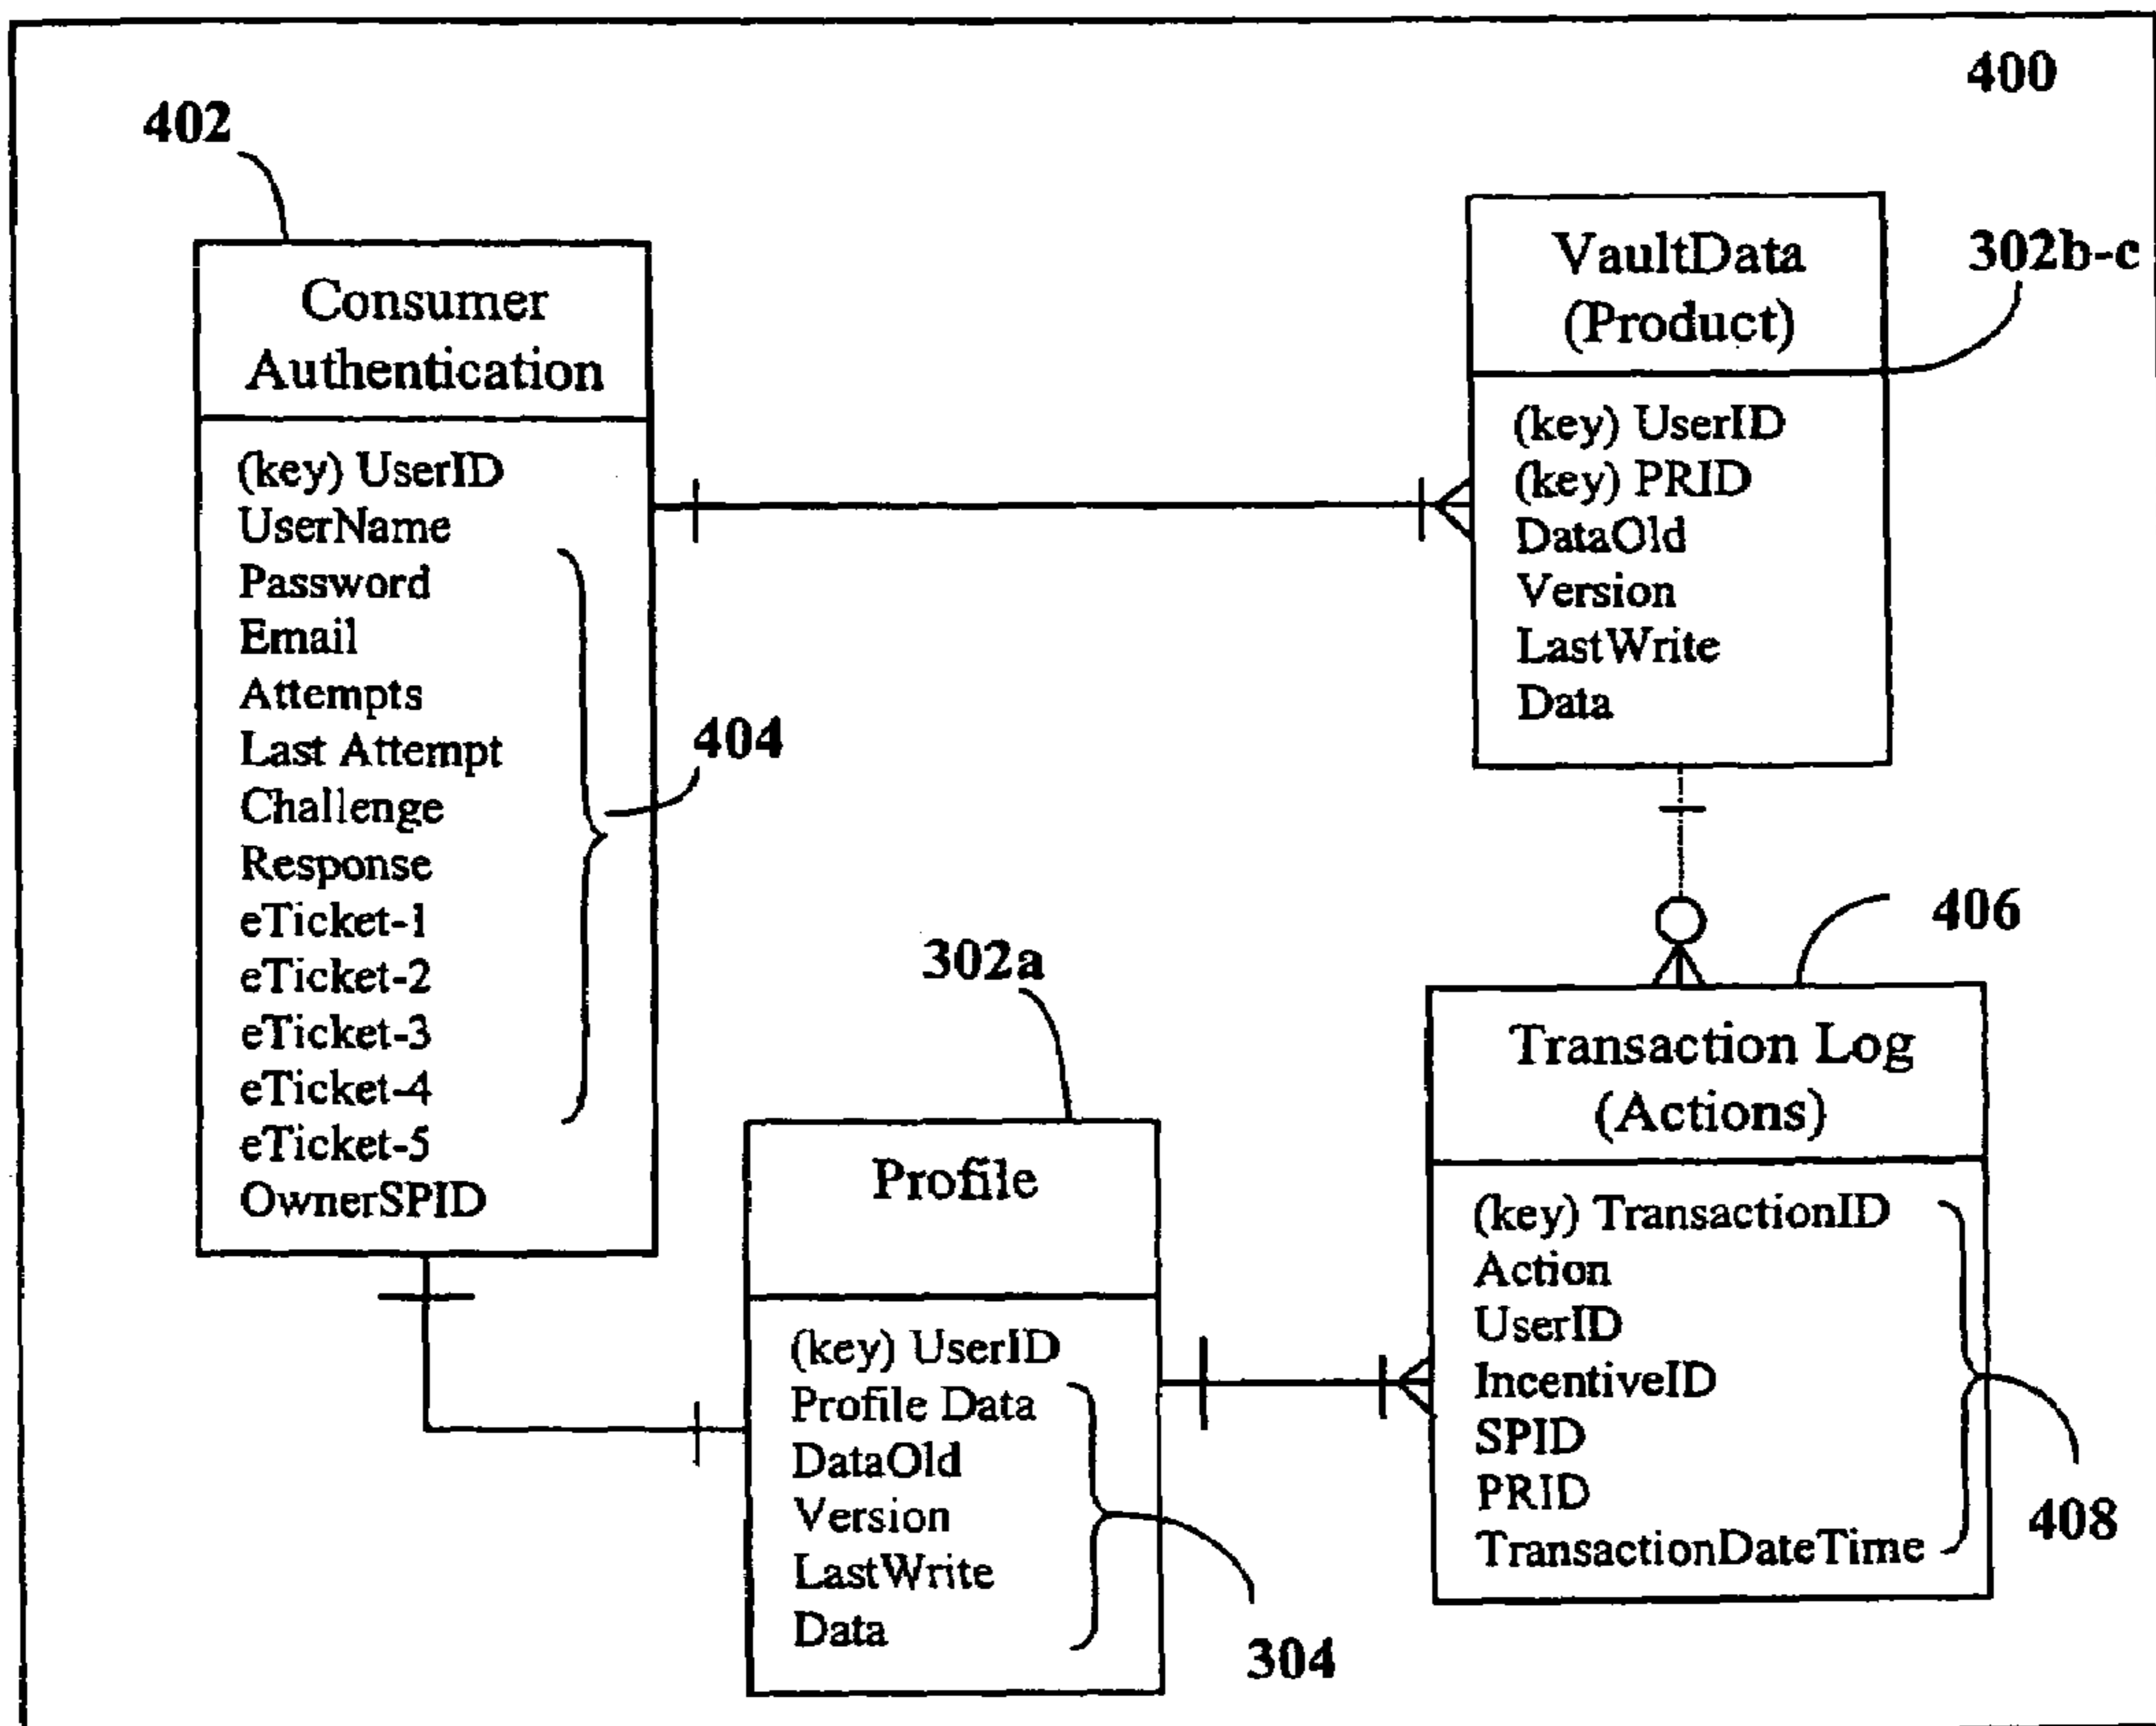 400
402
Consumer
Authentication
(key) UserID
UserName
Password
Email
Attempts
Last Attempt
Challenge
Response
eTicket-1
eTicket-2
eTicket-3
eTicket-4
eTicket-5
OwnerSPID
404
VaultData
(Product)
302b-c
(key) UserID
(key) PRID
DataOld
Version
LastWrite
Data
302a
Profile
(key) UserID
Profile Data
DataOld
Version
LastWrite
Data
304
406
Transaction Log
(Actions)
(key) TransactionID
Action
UserID
IncentiveID
SPID
PRID
TransactionDateTime
408